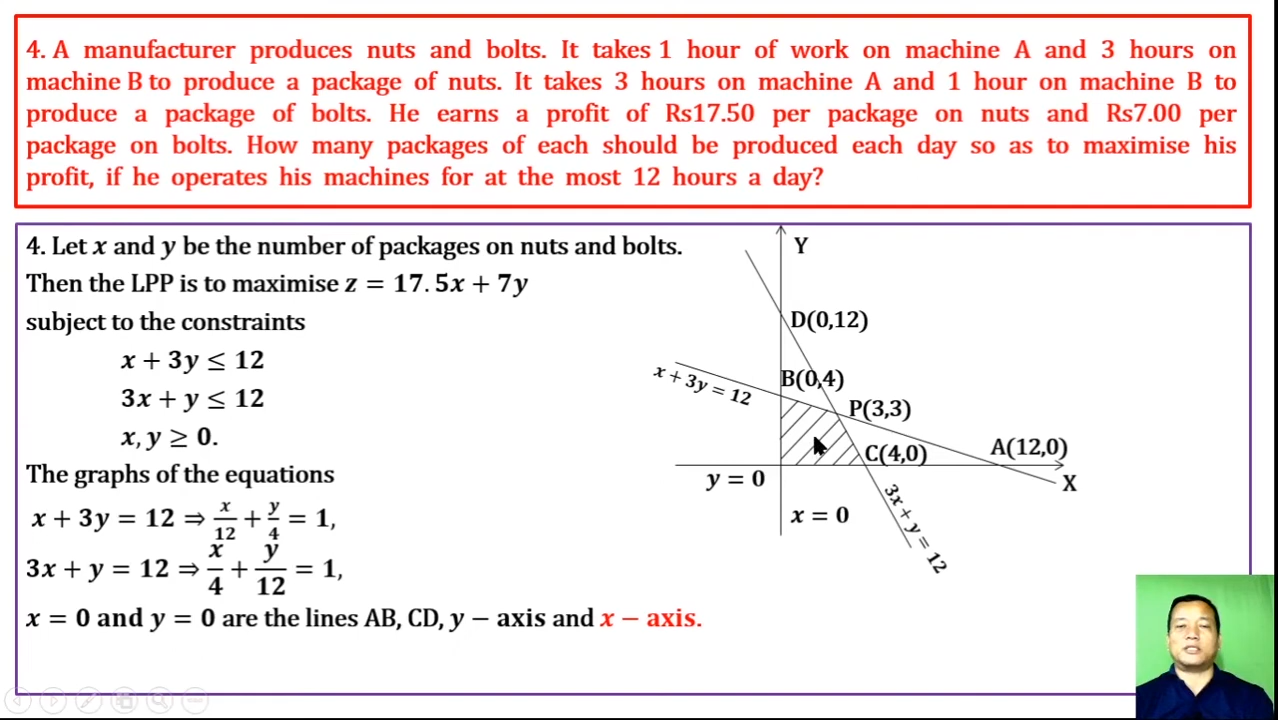 4. A manufacturer produces nuts and bolts. It takes 1 hour of work on machine A and 3 hours on
machine B to produce a package of nuts. It takes 3 hours on machine A and 1 hour on machine B to
produce a package of bolts. He earns a profit of Rs17.50 per package on nuts and Rs7.00 per
package on bolts. How many packages of each should be produced each day so as to maximise his
profit, if he operates his machines for at the most 12 hours a day?
4. Let x and y be the number of packages on nuts and bolts.
Then the LPP is to maximise z = 17.5x + 7y
subject to the constraints
x + 3y ≤ 12
3x + y ≤ 12
x, y ≥ 0.
The graphs of the equations
x + 3y = 12 ⇒ x/12 + y/4 = 1,
3x + y = 12 ⇒ x/4 + y/12 = 1,
x = 0 and y = 0 are the lines AB, CD, y − axis and x − axis.
Y
D(0,12)
B(0,4)
x + 3y = 12
P(3,3)
A(12,0)
C(4,0)
y = 0
X
x = 0
3x + y = 12